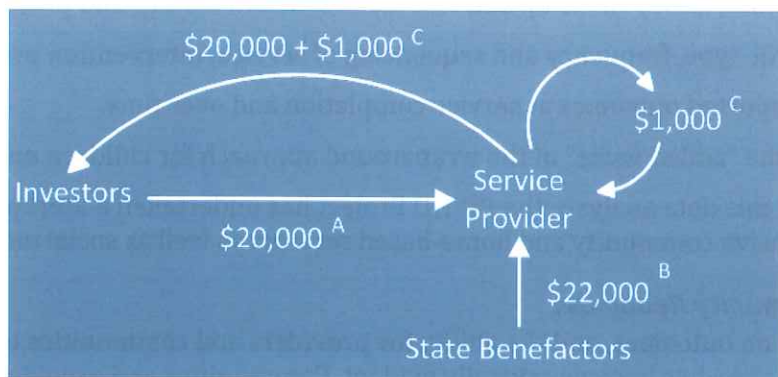 $20,000 + $1,000 C
$1,000 C
Investors
Service
Provider
$20,000 A
$22,000 B
State Benefactors